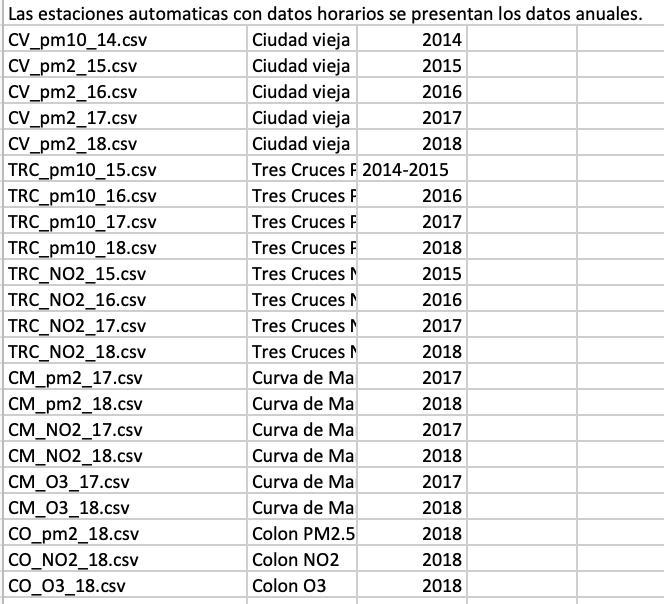 Las estaciones automaticas con datos horarios se presentan los datos anuales.
CV_pm10_14.csv Ciudad vieja 2014
CV_pm2_15.csv Ciudad vieja 2015
CV_pm2_16.csv Ciudad vieja 2016
CV_pm2_17.csv Ciudad vieja 2017
CV_pm2_18.csv Ciudad vieja 2018
TRC_pm10_15.csv Tres Cruces 2014-2015
TRC_pm10_16.csv Tres Cruces 2016
TRC_pm10_17.csv Tres Cruces 2017
TRC_pm10_18.csv Tres Cruces 2018
TRC_NO2_15.csv Tres Cruces 2015
TRC_NO2_16.csv Tres Cruces 2016
TRC_NO2_17.csv Tres Cruces 2017
TRC_NO2_18.csv Tres Cruces 2018
CM_pm2_17.csv Curva de Ma 2017
CM_pm2_18.csv Curva de Ma 2018
CM_NO2_17.csv Curva de Ma 2017
CM_NO2_18.csv Curva de Ma 2018
CM_O3_17.csv Curva de Ma 2017
CM_O3_18.csv Curva de Ma 2018
CO_pm2_18.csv Colon PM2.5 2018
CO_NO2_18.csv Colon NO2 2018
CO_O3_18.csv Colon O3 2018